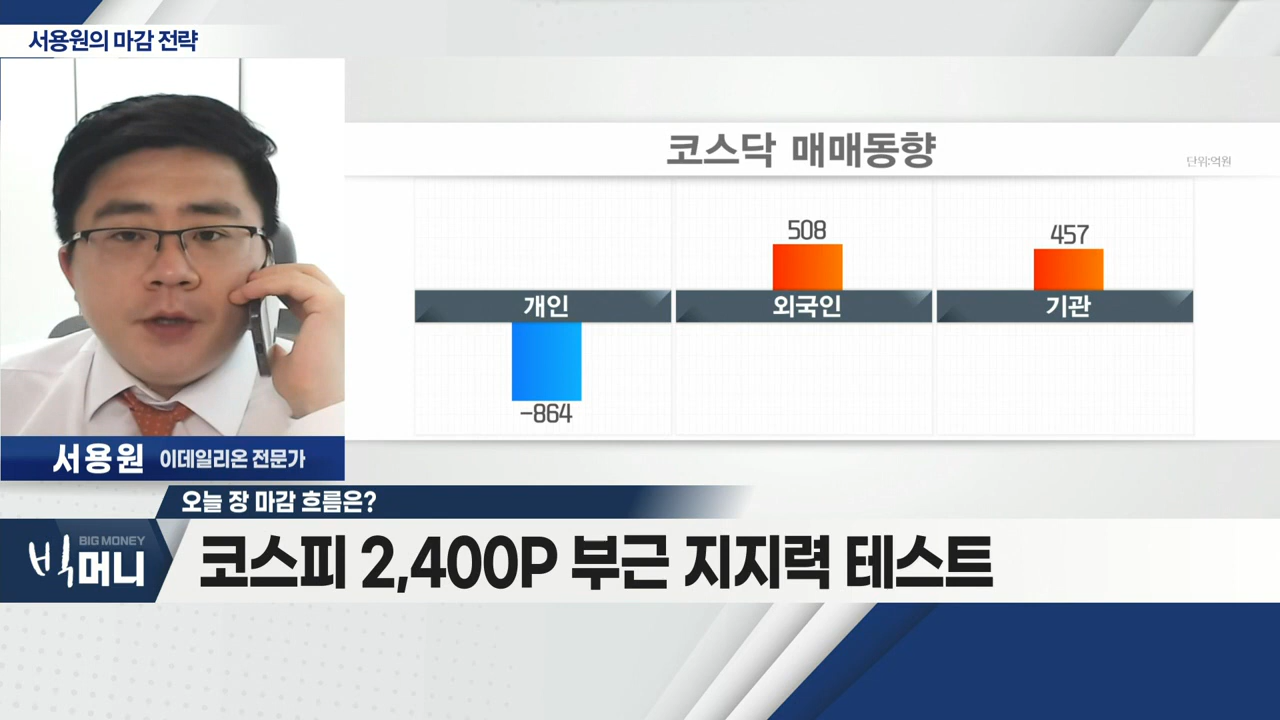 서용원의 마감 전략
코스닥 매매동향
단위:억원
508
457
개인
외국인
기관
-864
서용원 이데일리온 전문가
오늘 장 마감 흐름은?
BIG MONEY
빅머니
코스피 2,400P 부근 지지력 테스트